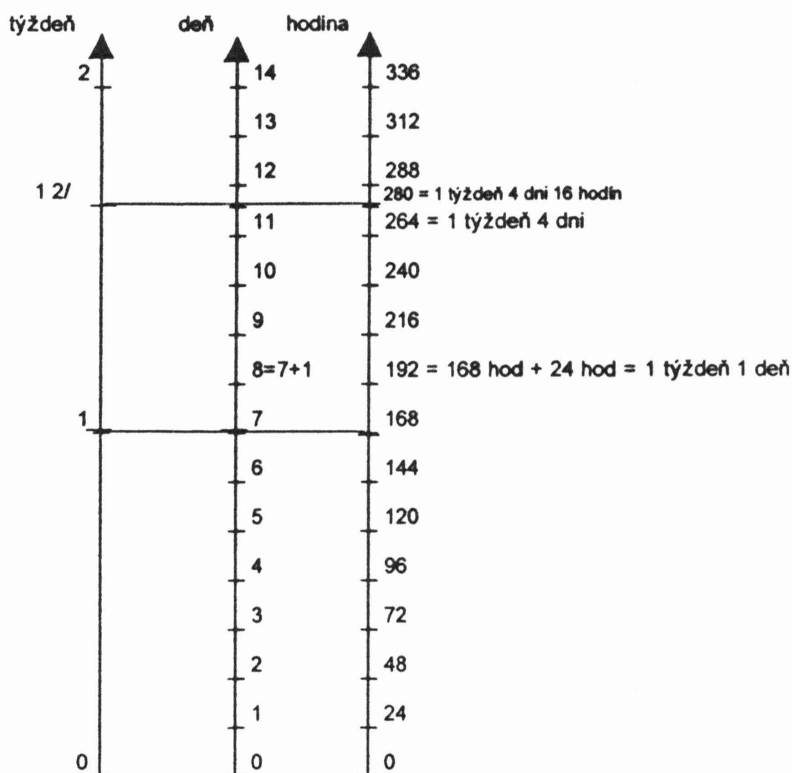 týždeň deň hodina
2 14 336
13 312
12 288
1 2/ 280 = 1 týždeň 4 dni 16 hodín
11 264 = 1 týždeň 4 dni
10 240
9 216
8=7+1 192 = 168 hod + 24 hod = 1 týždeň 1 deň
1 7 168
6 144
5 120
4 96
3 72
2 48
1 24
0 0 0